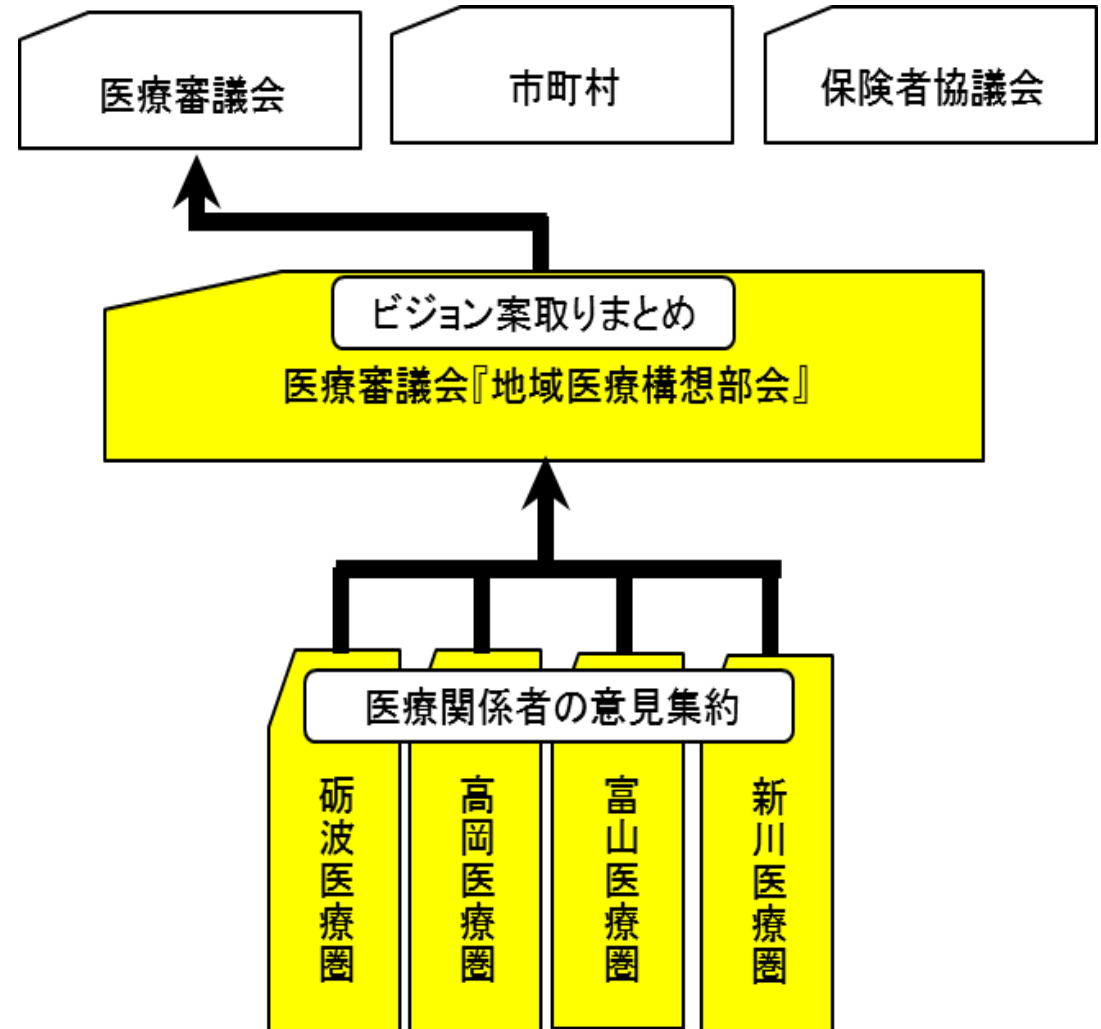 医療審議会
市町村
保険者協議会
ビジョン案取りまとめ
医療審議会『地域医療構想部会』
医療関係者の意見集約
砺波医療圏
高岡医療圏
富山医療圏
新川医療圏